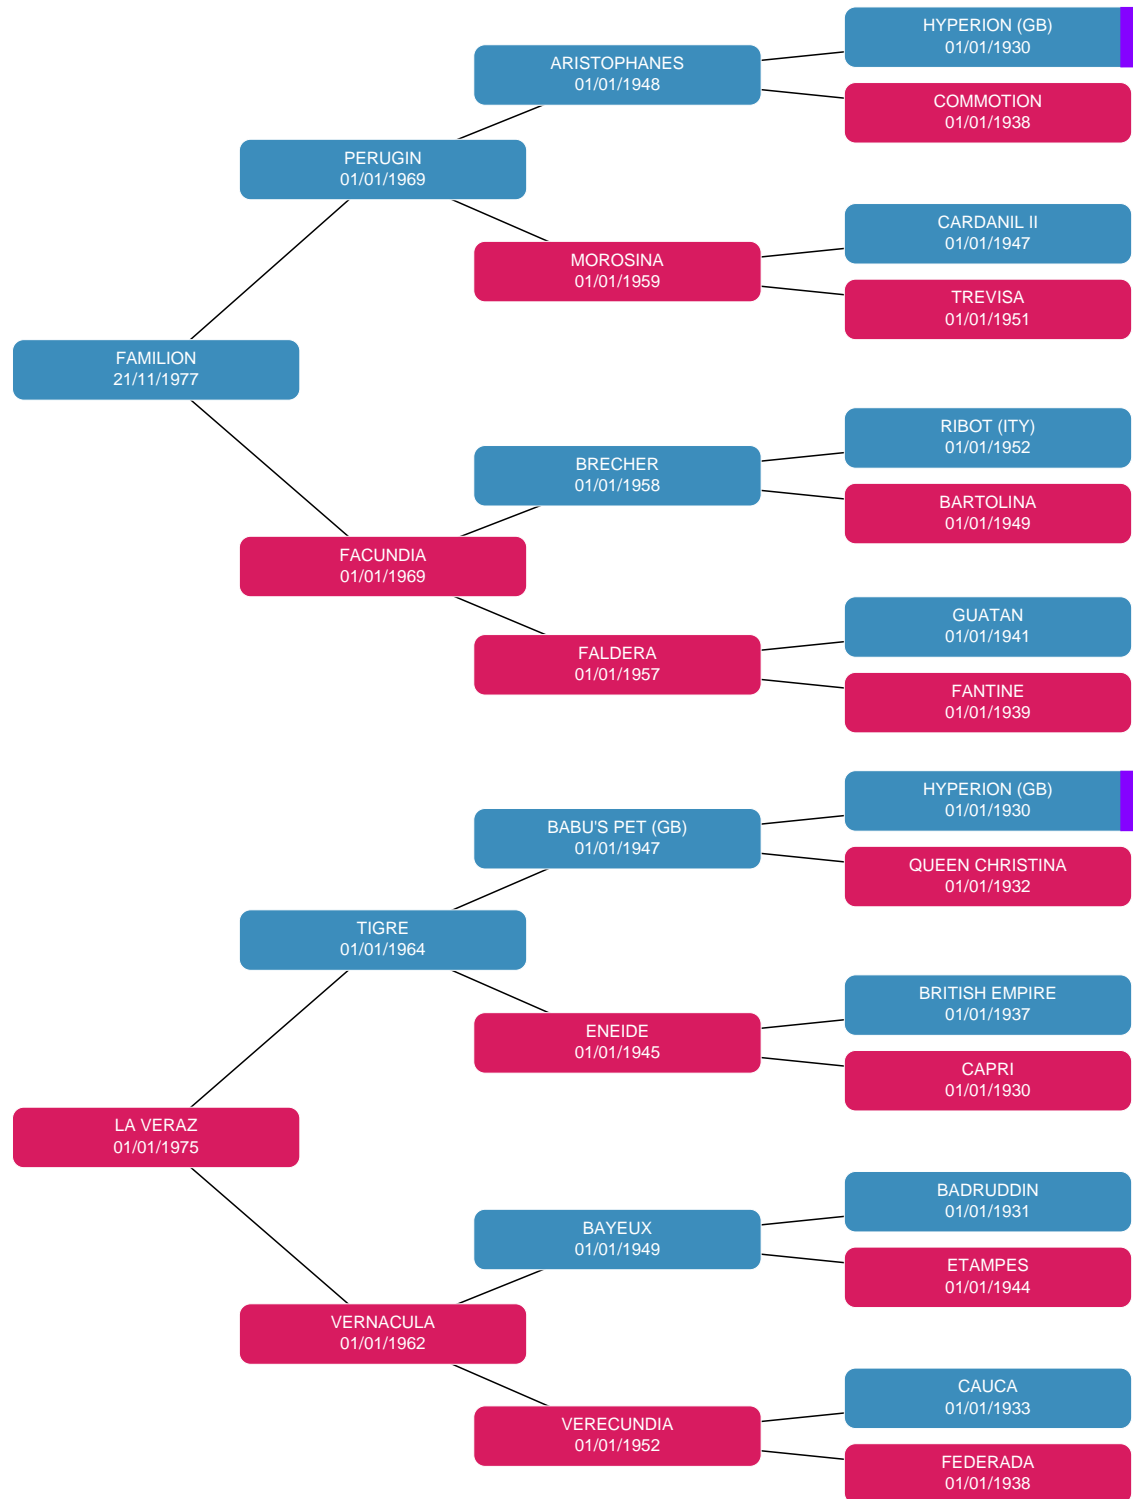 HYPERION (GB)
01/01/1930
ARISTOPHANES
01/01/1948
COMMOTION
01/01/1938
PERUGIN
01/01/1969
CARDANIL II
01/01/1947
MOROSINA
01/01/1959
TREVISA
01/01/1951
FAMILION
21/11/1977
RIBOT (ITY)
01/01/1952
BRECHER
01/01/1958
BARTOLINA
01/01/1949
FACUNDIA
01/01/1969
GUATAN
01/01/1941
FALDERA
01/01/1957
FANTINE
01/01/1939
HYPERION (GB)
01/01/1930
BABU'S PET (GB)
01/01/1947
QUEEN CHRISTINA
01/01/1932
TIGRE
01/01/1964
BRITISH EMPIRE
01/01/1937
ENEIDE
01/01/1945
CAPRI
01/01/1930
LA VERAZ
01/01/1975
BADRUDDIN
01/01/1931
BAYEUX
01/01/1949
ETAMPES
01/01/1944
VERNACULA
01/01/1962
CAUCA
01/01/1933
VERECUNDIA
01/01/1952
FEDERADA
01/01/1938